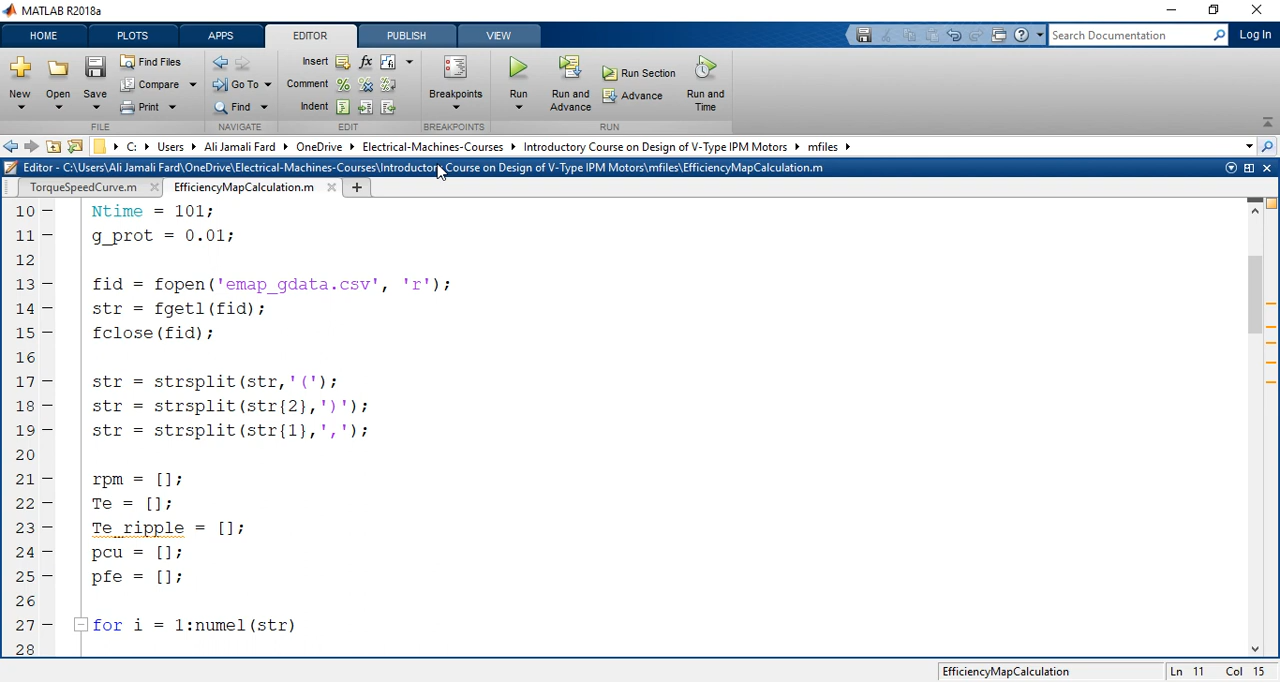 MATLAB R2018a
HOME PLOTS APPS EDITOR PUBLISH VIEW Search Documentation Log In
Find Files Insert fx
New Open Save Compare Go To Comment Breakpoints Run Run and Advance Run Section Advance Run and Time
Print Find Indent
FILE NAVIGATE EDIT BREAKPOINTS RUN
C: Users Ali Jamali Fard OneDrive Electrical-Machines-Courses Introductory Course on Design of V-Type IPM Motors mfiles
Editor - C:\Users\Ali Jamali Fard\OneDrive\Electrical-Machines-Courses\Introductory Course on Design of V-Type IPM Motors\mfiles\EfficiencyMapCalculation.m
TorqueSpeedCurve.m EfficiencyMapCalculation.m
10 Ntime = 101;
11 g_prot = 0.01;
12
13 fid = fopen('emap_gdata.csv', 'r');
14 str = fgetl(fid);
15 fclose(fid);
16
17 str = strsplit(str,'(');
18 str = strsplit(str{2},')');
19 str = strsplit(str{1},',');
20
21 rpm = [];
22 Te = [];
23 Te_ripple = [];
24 pcu = [];
25 pfe = [];
26
27 for i = 1:numel(str)
28
EfficiencyMapCalculation Ln 11 Col 15